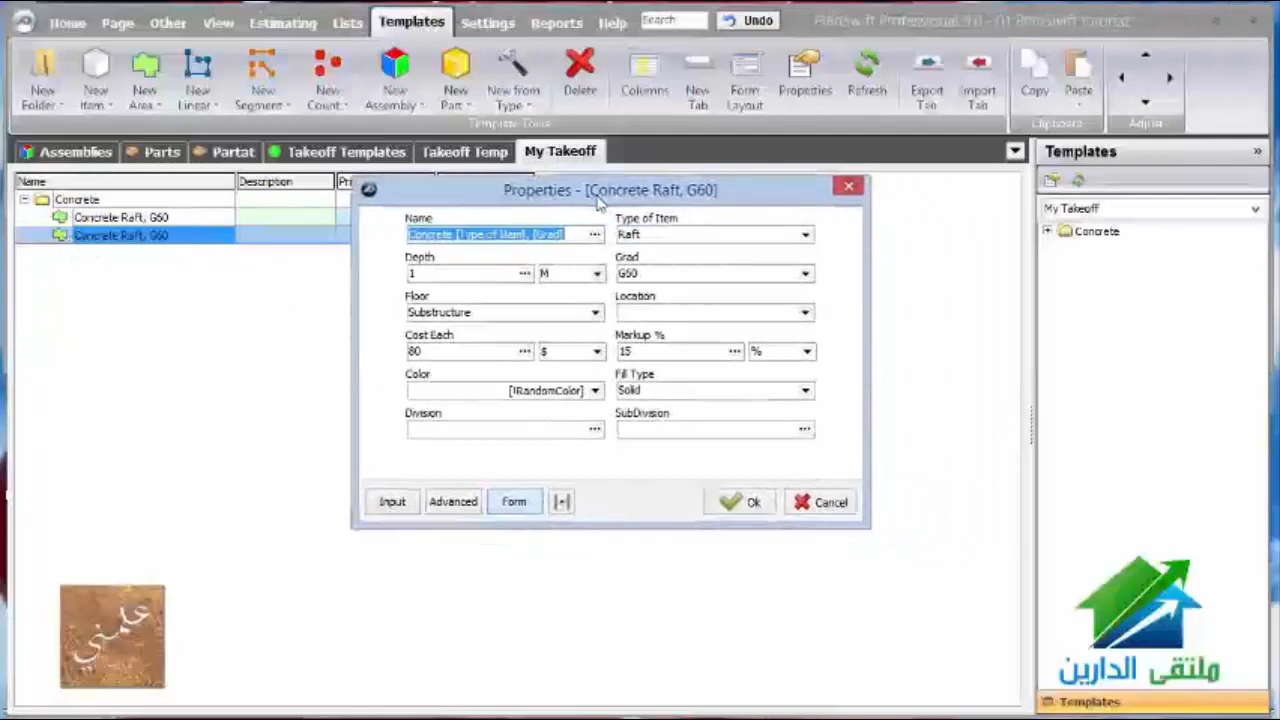 Home Page Other View Estimating Lists Templates Settings Reports Help Search Undo PlanSwift Professional
New Folder New Item New Area New Linear New Segment New Count New Assembly New Part New from Type Delete Columns New Tab Form Layout Properties Refresh Export Tab Import Tab Copy Paste
Template Tools Clipboard Adjust
Assemblies Parts Partat Takeoff Templates Takeoff Temp My Takeoff
Templates »
Name Description
Concrete
Concrete Raft, G60
Concrete Raft, G60
Properties - [Concrete Raft, G60]
Name Type of Item
Concrete [Type of Item], [Grad] ... Raft
Depth Grad
1 ... M G60
Floor Location
Substructure
Cost Each Markup %
80 ... $ 15 ... %
Color Fill Type
[!RandomColor] Solid
Division SubDivision
... ...
Input Advanced Form Ok Cancel
My Takeoff
Concrete
علمني
ملتقى الدارين
Templates